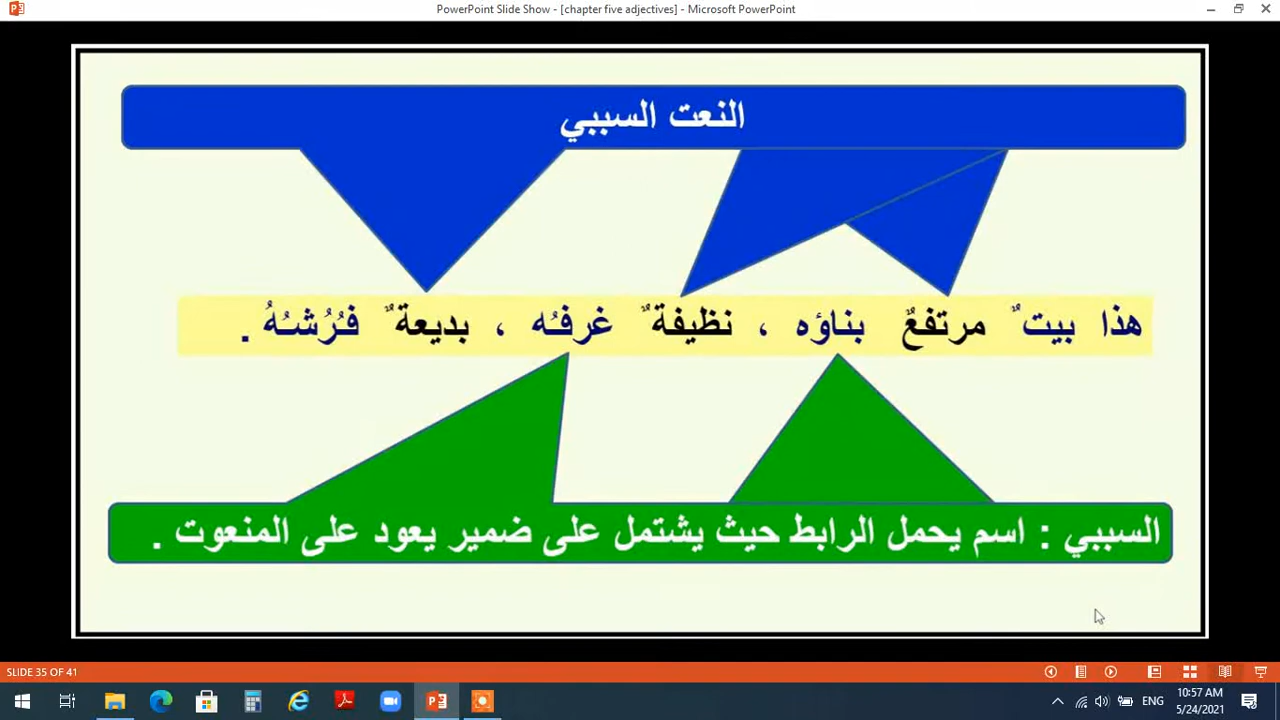 PowerPoint Slide Show - [chapter five adjectives] - Microsoft PowerPoint
النعت السببي
هذا بيتٌ مرتفعٌ بناؤه ، نظيفةٌ غرفُه ، بديعةٌ فُرُشُهُ .
السببي : اسم يحمل الرابط حيث يشتمل على ضمير يعود على المنعوت .
SLIDE 35 OF 41
ENG
10:57 AM
5/24/2021